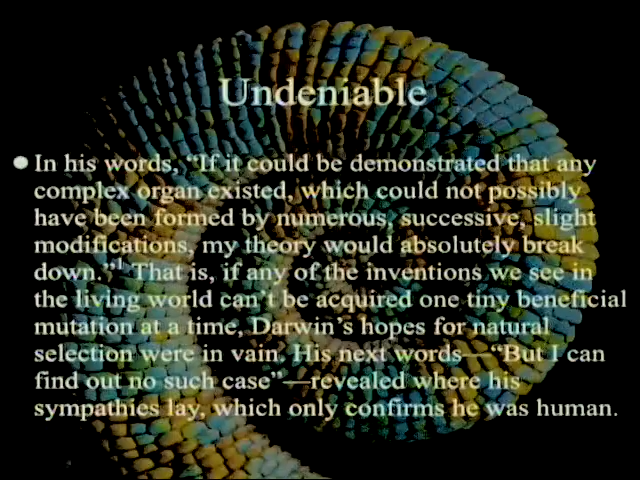 Undeniable
In his words, “If it could be demonstrated that any
complex organ existed, which could not possibly
have been formed by numerous, successive, slight
modifications, my theory would absolutely break
down.”1 That is, if any of the inventions we see in
the living world can’t be acquired one tiny beneficial
mutation at a time, Darwin’s hopes for natural
selection were in vain. His next words—“But I can
find out no such case”—revealed where his
sympathies lay, which only confirms he was human.